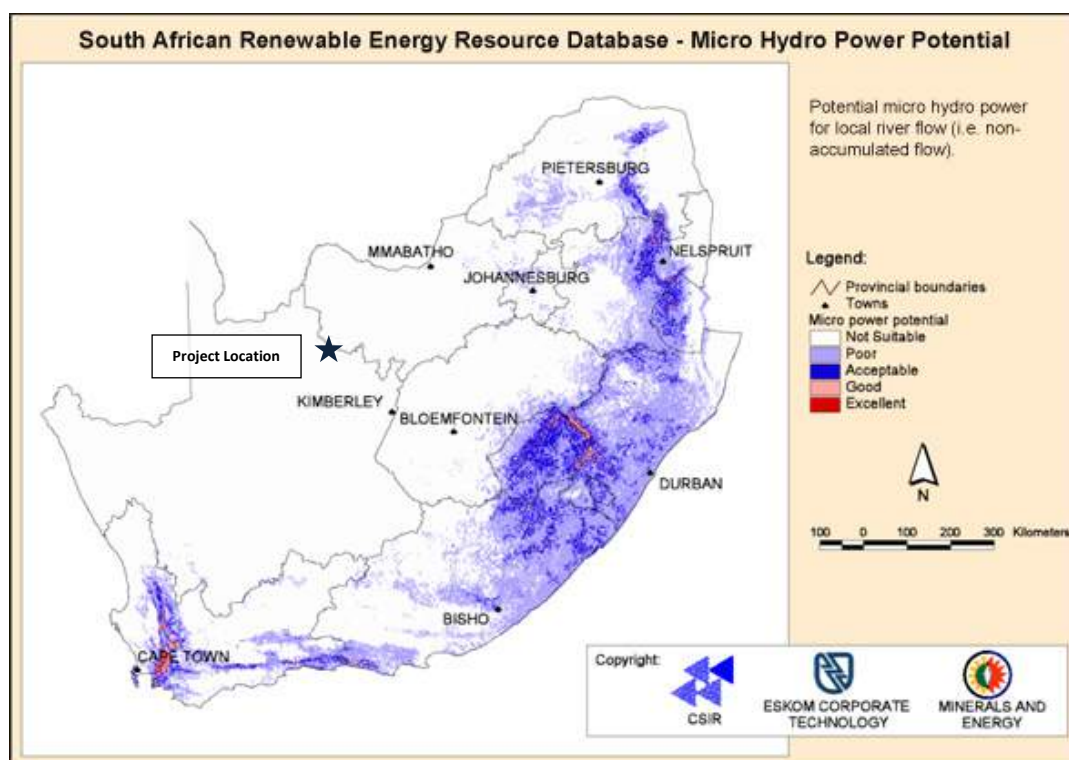 South African Renewable Energy Resource Database - Micro Hydro Power Potential
Potential micro hydro power
for local river flow (i.e. non-
accumulated flow).
PIETERSBURG
MMABATHO
NELSPRUIT
JOHANNESBURG
Project Location
KIMBERLEY
BLOEMFONTEIN
DURBAN
BISHO
CAPE TOWN
Legend:
Provincial boundaries
Towns
Micro power potential
Not Suitable
Poor
Acceptable
Good
Excellent
N
100 0 100 200 300 Kilometers
Copyright:
CSIR
ESKOM CORPORATE
TECHNOLOGY
MINERALS AND
ENERGY